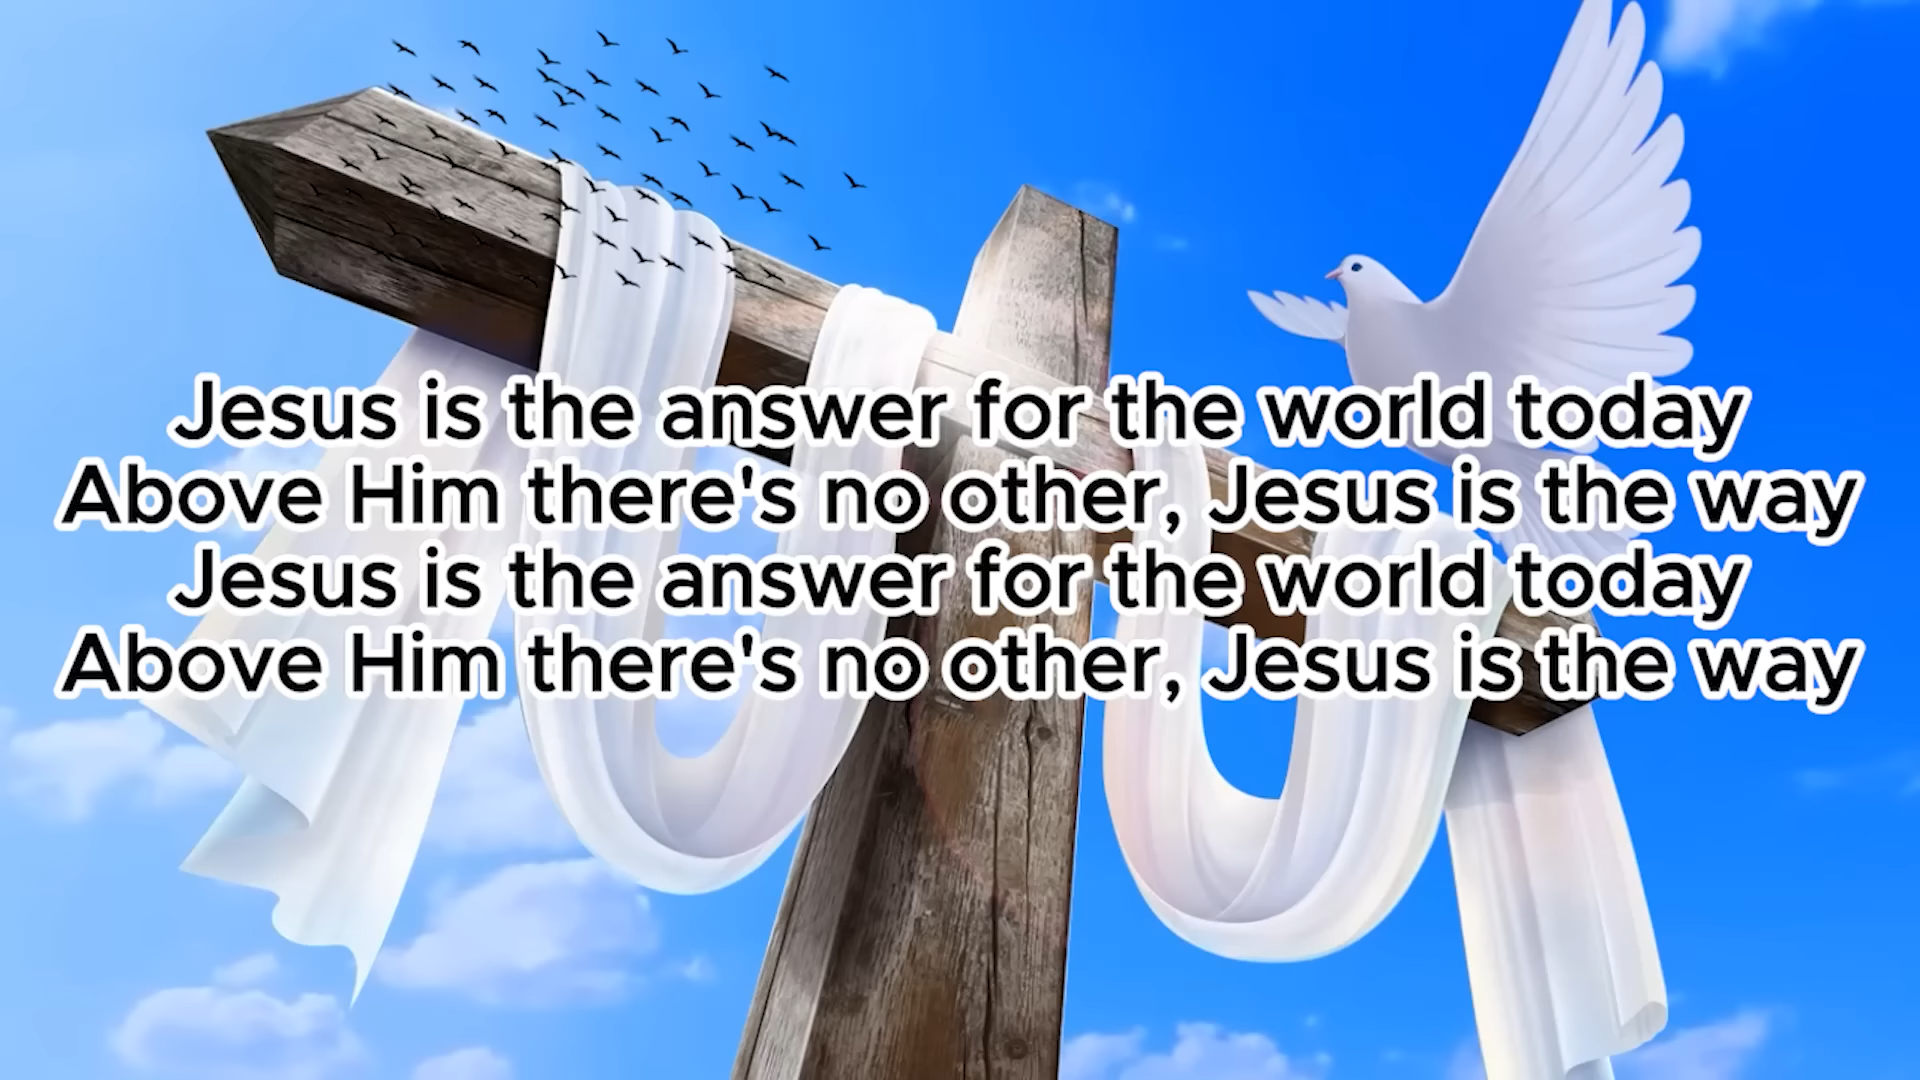 Jesus is the answer for the world today
Above Him there's no other, Jesus is the way
Jesus is the answer for the world today
Above Him there's no other, Jesus is the way